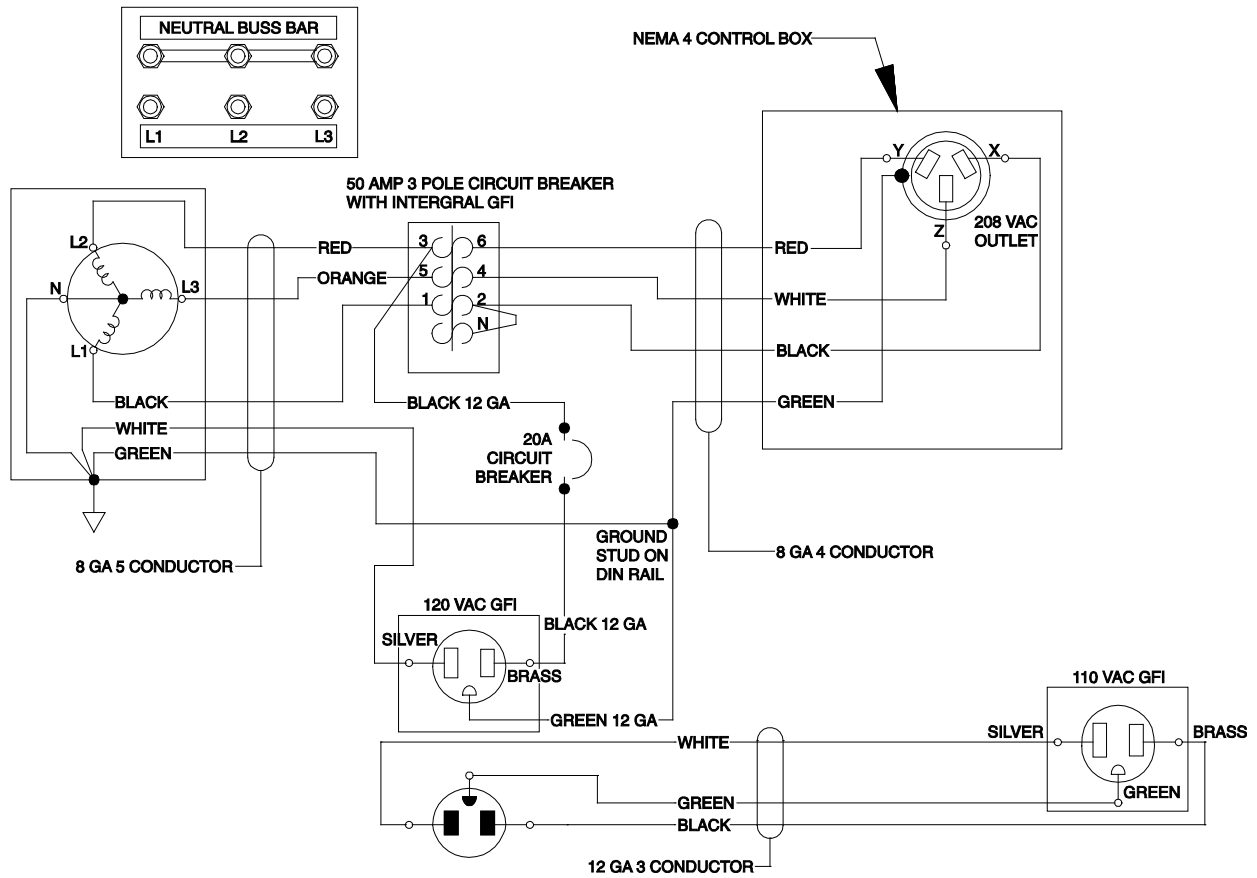 NEUTRAL BUSS BAR
L1 L2 L3
NEMA 4 CONTROL BOX
50 AMP 3 POLE CIRCUIT BREAKER
WITH INTERGRAL GFI
Y X
208 VAC
OUTLET
Z
L2
N L3
L1
RED 3 6 RED
ORANGE 5 4 WHITE
1 2 BLACK
N
GREEN
BLACK
WHITE
GREEN
BLACK 12 GA
20A
CIRCUIT
BREAKER
GROUND
STUD ON
DIN RAIL
8 GA 5 CONDUCTOR
8 GA 4 CONDUCTOR
120 VAC GFI
BLACK 12 GA
SILVER
BRASS
GREEN 12 GA
110 VAC GFI
SILVER BRASS
GREEN
WHITE
GREEN
BLACK
12 GA 3 CONDUCTOR